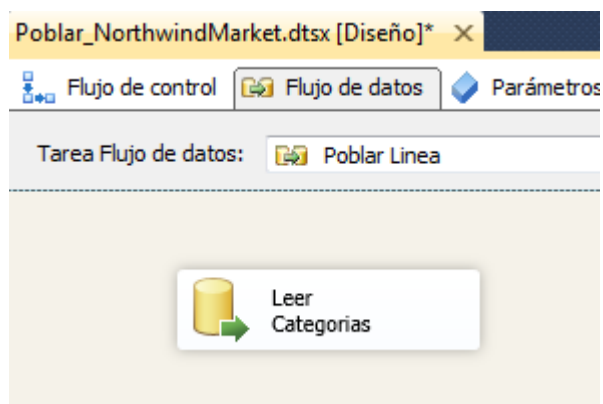 Poblar_NorthwindMarket.dtsx [Diseño]*
Flujo de control Flujo de datos Parámetros
Tarea Flujo de datos: Poblar Linea
Leer
Categorias